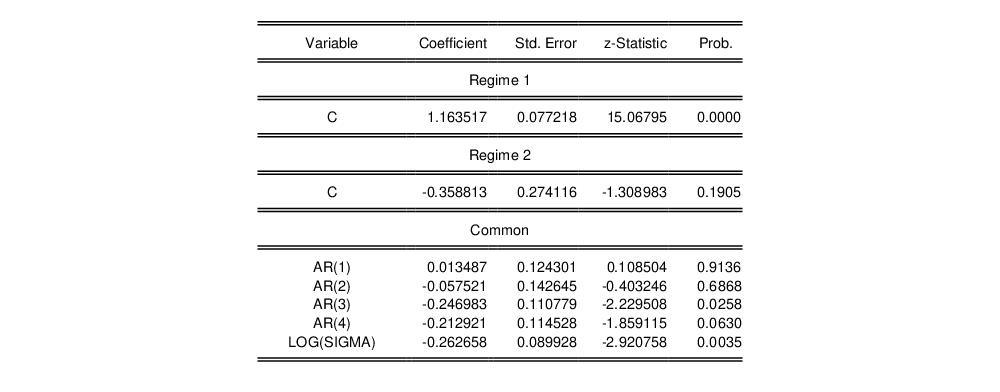 Variable Coefficient Std. Error z-Statistic Prob.
Regime 1
C 1.163517 0.077218 15.06795 0.0000
Regime 2
C -0.358813 0.274116 -1.308983 0.1905
Common
AR(1) 0.013487 0.124301 0.108504 0.9136
AR(2) -0.057521 0.142645 -0.403246 0.6868
AR(3) -0.246983 0.110779 -2.229508 0.0258
AR(4) -0.212921 0.114528 -1.859115 0.0630
LOG(SIGMA) -0.262658 0.089928 -2.920758 0.0035